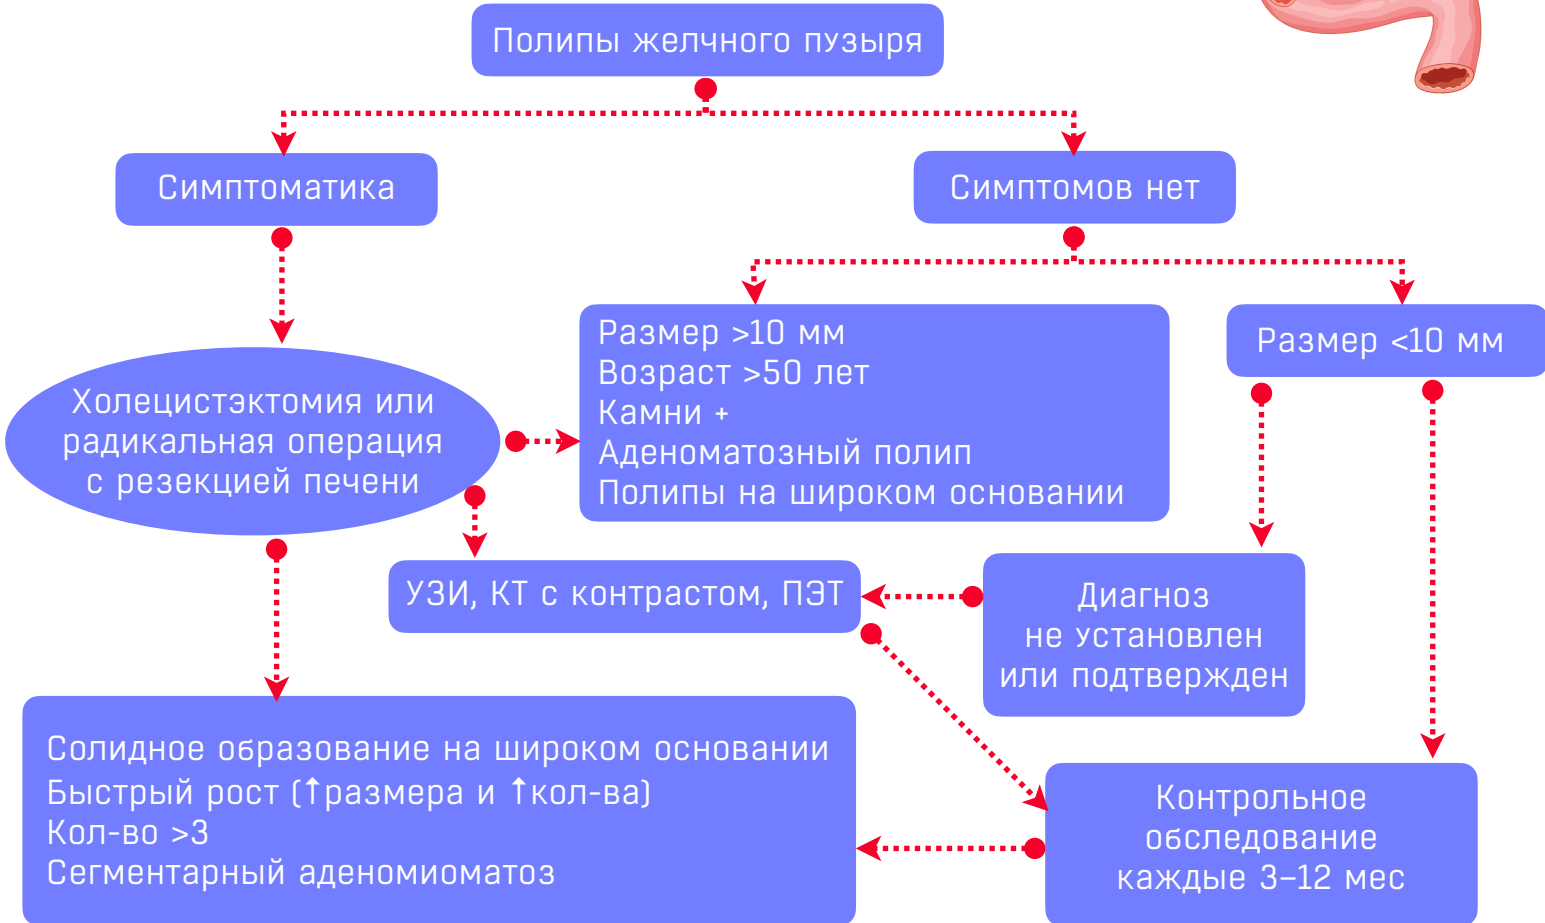 Полипы желчного пузыря
Симптоматика
Симптомов нет
Размер >10 мм
Возраст >50 лет
Камни +
Аденоматозный полип
Полипы на широком основании
Размер <10 мм
Холецистэктомия или
радикальная операция
с резекцией печени
УЗИ, КТ с контрастом, ПЭТ
Диагноз
не установлен
или подтвержден
Солидное образование на широком основании
Быстрый рост (↑размера и ↑кол-ва)
Кол-во >3
Сегментарный аденомиоматоз
Контрольное
обследование
каждые 3–12 мес